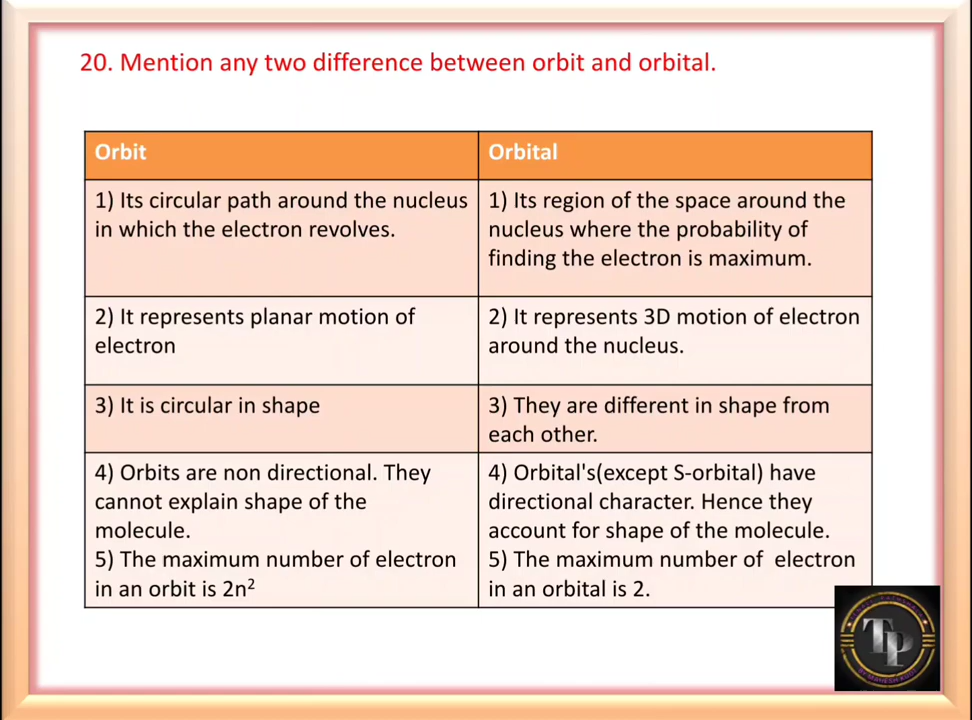 20. Mention any two difference between orbit and orbital.
Orbit
Orbital
1) Its circular path around the nucleus
in which the electron revolves.
1) Its region of the space around the
nucleus where the probability of
finding the electron is maximum.
2) It represents planar motion of
electron
2) It represents 3D motion of electron
around the nucleus.
3) It is circular in shape
3) They are different in shape from
each other.
4) Orbits are non directional. They
cannot explain shape of the
molecule.
5) The maximum number of electron
in an orbit is 2n²
4) Orbital's(except S-orbital) have
directional character. Hence they
account for shape of the molecule.
5) The maximum number of  electron
in an orbital is 2.
TP